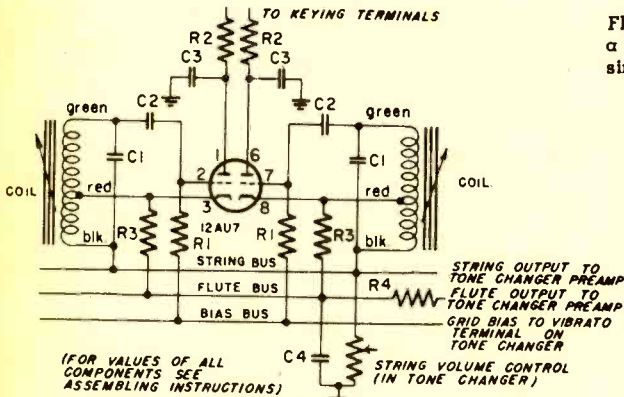 TO KEYING TERMINALS
R2 R2
C3 C3
C2 C2
green green
C1 C1
1 6
2 7
3 8
COIL COIL.
red red
12AU7
R3 R1 R1 R3
blk. blk.
STRING BUS
STRING OUTPUT TO
TONE CHANGER PREAMP
R4
FLUTE BUS
FLUTE OUTPUT TO
TONE CHANGER PREAMP
BIAS BUS
GRID BIAS TO VIBRATO
TERMINAL ON
TONE CHANGER
C4
(FOR VALUES OF ALL
COMPONENTS SEE
ASSEMBLING INSTRUCTIONS)
STRING VOLUME CONTROL
(IN TONE CHANGER)